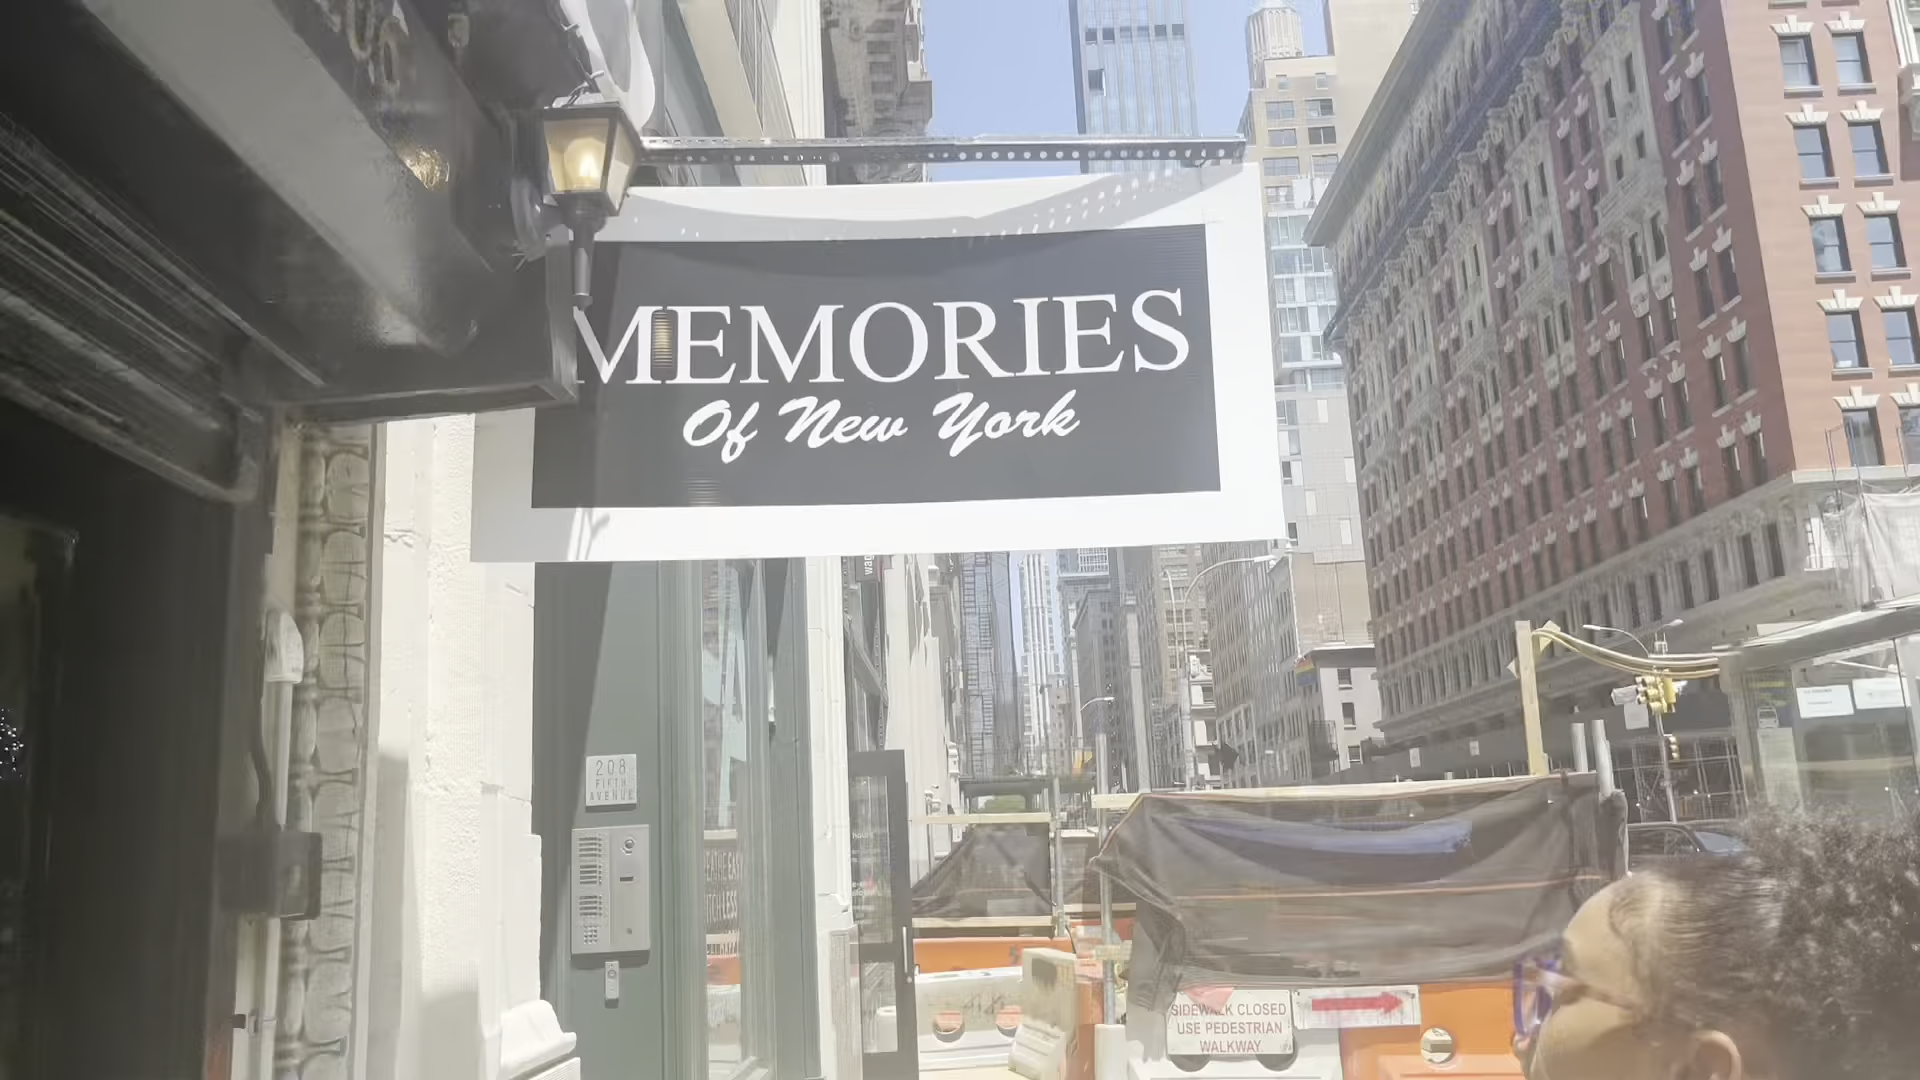 MEMORIES
Of New York
208
FIFTH
AVENUE
SIDEWALK CLOSED
USE PEDESTRIAN
WALKWAY